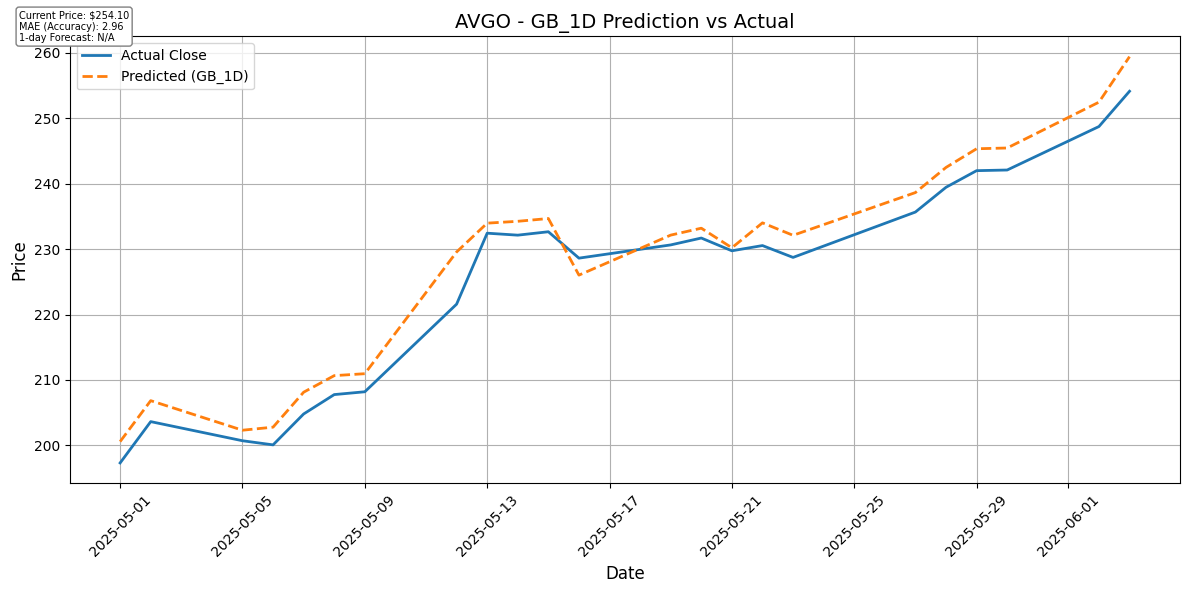 AVGO - GB_1D Prediction vs Actual
Current Price: $254.10
MAE (Accuracy): 2.96
1-day Forecast: N/A
Actual Close
Predicted (GB_1D)
Price
260
250
240
230
220
210
200
2025-05-01
2025-05-05
2025-05-09
2025-05-13
2025-05-17
2025-05-21
2025-05-25
2025-05-29
2025-06-01
Date